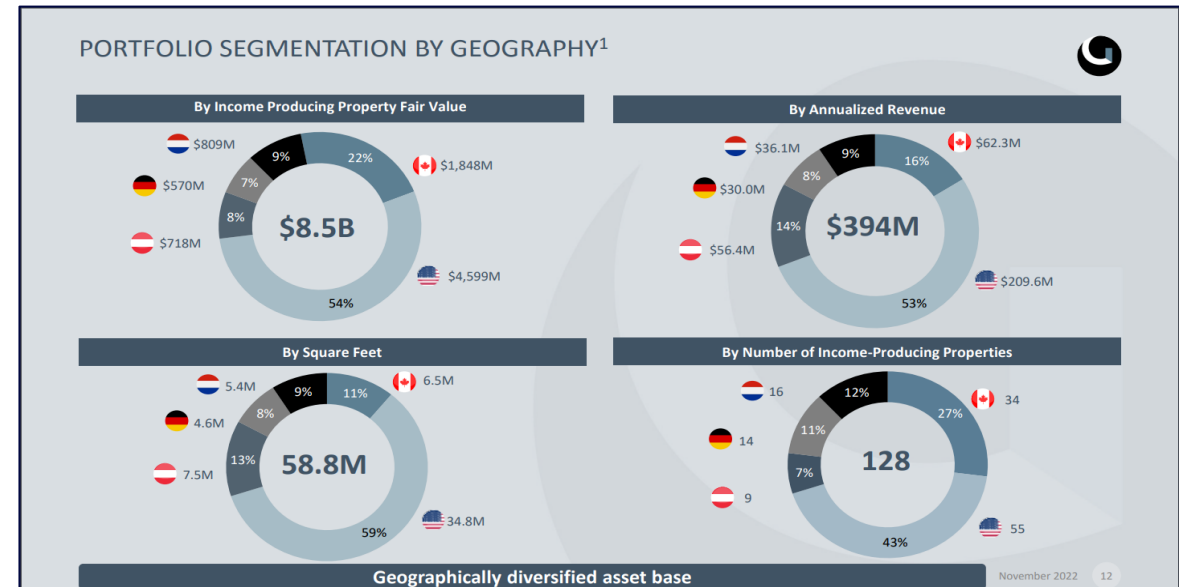 PORTFOLIO SEGMENTATION BY GEOGRAPHY1
By Income Producing Property Fair Value
$809M
9%
22%
$1,848M
$570M
7%
8%
$8.5B
$718M
$4,599M
54%
By Annualized Revenue
$36.1M
9%
16%
$62.3M
$30.0M
8%
14%
$394M
$56.4M
$209.6M
53%
By Square Feet
5.4M
9%
11%
6.5M
4.6M
8%
13%
58.8M
7.5M
34.8M
59%
By Number of Income-Producing Properties
16
12%
27%
34
14
11%
7%
128
9
55
43%
Geographically diversified asset base
November 2022 12